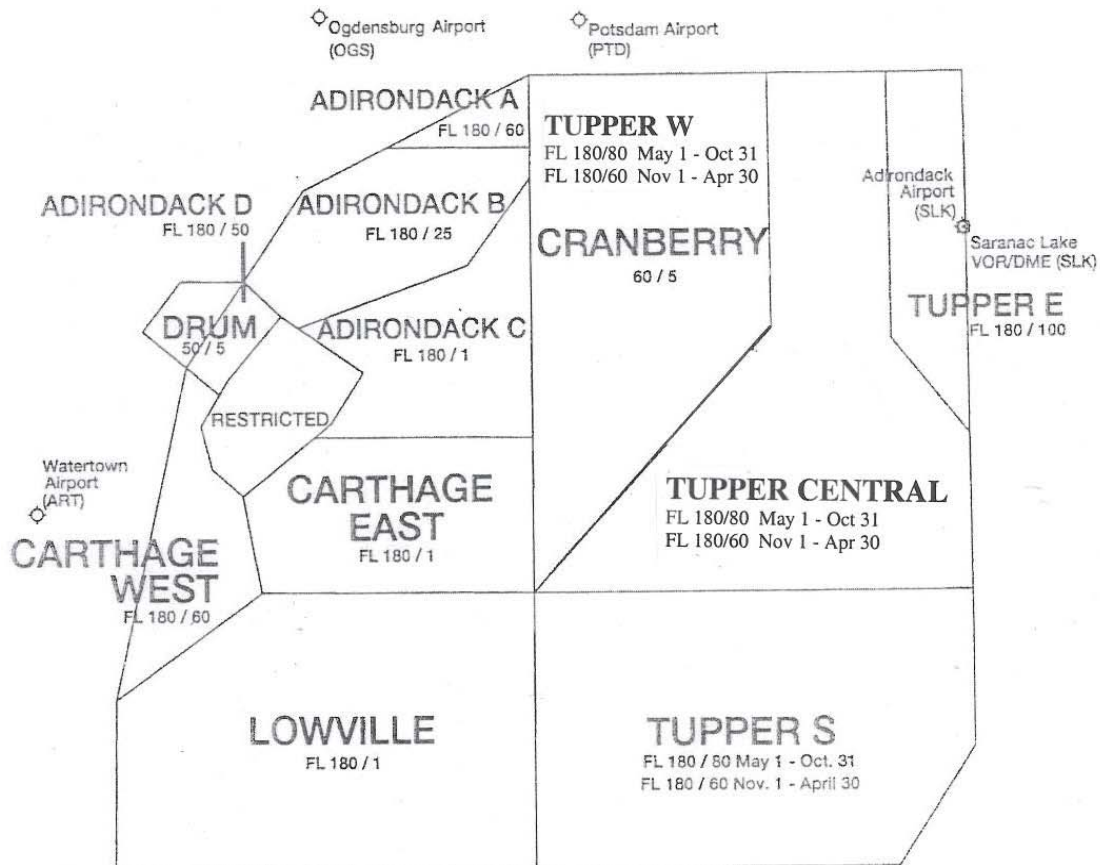 Ogdensburg Airport
(OGS)
Potsdam Airport
(PTD)
ADIRONDACK A
FL 180 / 60
TUPPER W
FL 180/80 May 1 - Oct 31
FL 180/60 Nov 1 - Apr 30
Adirondack
Airport
(SLK)
ADIRONDACK D
FL 180 / 50
ADIRONDACK B
FL 180 / 25
CRANBERRY
60 / 5
Saranac Lake
VOR/DME (SLK)
TUPPER E
FL 180 / 100
DRUM
50 / 5
ADIRONDACK C
FL 180 / 1
RESTRICTED
Watertown
Airport
(ART)
CARTHAGE
EAST
FL 180 / 1
TUPPER CENTRAL
FL 180/80 May 1 - Oct 31
FL 180/60 Nov 1 - Apr 30
CARTHAGE
WEST
FL 180 / 60
LOWVILLE
FL 180 / 1
TUPPER S
FL 180 / 80 May 1 - Oct. 31
FL 180 / 60 Nov. 1 - April 30